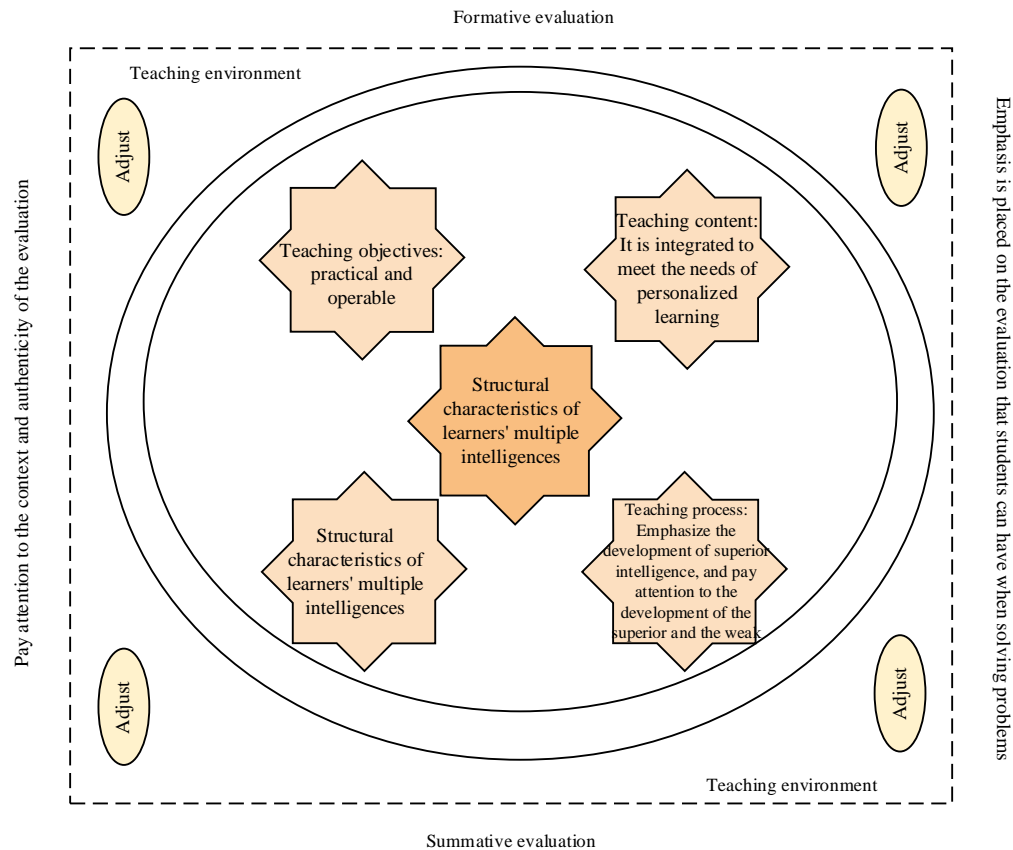 Formative evaluation
Teaching environment
Adjust
Adjust
Pay attention to the context and authenticity of the evaluation
Emphasis is placed on the evaluation that students can have when solving problems
Teaching objectives:
practical and
operable
Teaching content:
It is integrated to
meet the needs of
personalized
learning
Structural
characteristics of
learners' multiple
intelligences
Structural
characteristics of
learners' multiple
intelligences
Teaching process:
Emphasize the
development of superior
intelligence, and pay
attention to the
development of the
superior and the weak
Adjust
Adjust
Teaching environment
Summative evaluation